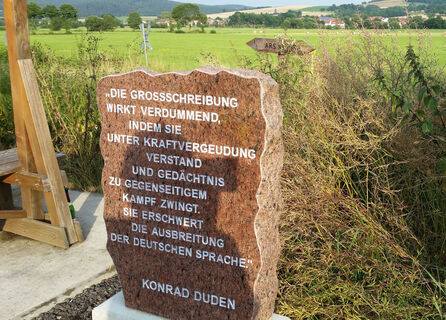 ARS
„DIE GROSSSCHREIBUNG
WIRKT VERDUMMEND,
INDEM SIE
UNTER KRAFTVERGEUDUNG
VERSTAND
UND GEDÄCHTNIS
ZU GEGENSEITIGEM
KAMPF ZWINGT.
SIE ERSCHWERT
DIE AUSBREITUNG
DER DEUTSCHEN SPRACHE."
KONRAD DUDEN